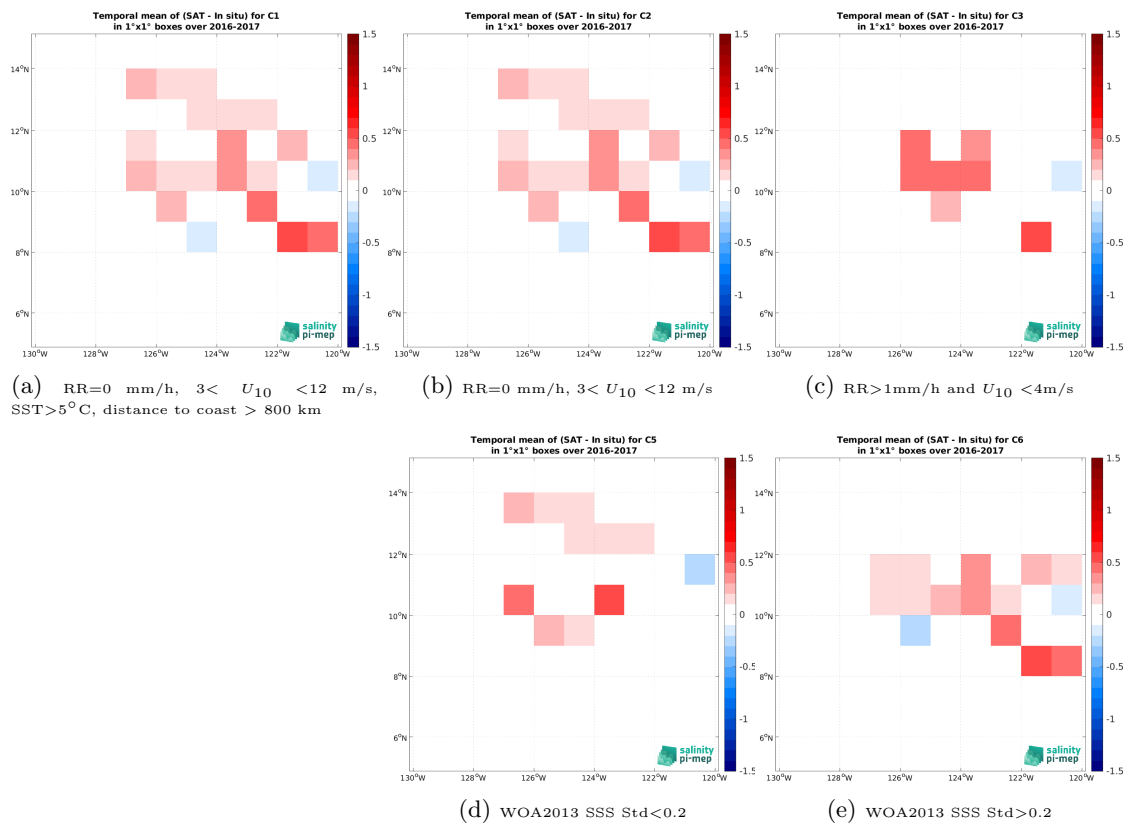 Temporal mean of (SAT - In situ) for C1
in 1°x1° boxes over 2016-2017
14°N
12°N
10°N
8°N
6°N
130°W 128°W 126°W 124°W 122°W 120°W
1.5
1
0.5
0
-0.5
-1
-1.5
salinity
pi-mep
(a) RR=0 mm/h, 3< U10 <12 m/s,
SST>5°C, distance to coast > 800 km
Temporal mean of (SAT - In situ) for C2
in 1°x1° boxes over 2016-2017
14°N
12°N
10°N
8°N
6°N
130°W 128°W 126°W 124°W 122°W 120°W
1.5
1
0.5
0
-0.5
-1
-1.5
salinity
pi-mep
(b) RR=0 mm/h, 3< U10 <12 m/s
Temporal mean of (SAT - In situ) for C3
in 1°x1° boxes over 2016-2017
14°N
12°N
10°N
8°N
6°N
130°W 128°W 126°W 124°W 122°W 120°W
1.5
1
0.5
0
-0.5
-1
-1.5
salinity
pi-mep
(c) RR>1mm/h and U10 <4m/s
Temporal mean of (SAT - In situ) for C5
in 1°x1° boxes over 2016-2017
14°N
12°N
10°N
8°N
6°N
130°W 128°W 126°W 124°W 122°W 120°W
1.5
1
0.5
0
-0.5
-1
-1.5
salinity
pi-mep
(d) WOA2013 SSS Std<0.2
Temporal mean of (SAT - In situ) for C6
in 1°x1° boxes over 2016-2017
14°N
12°N
10°N
8°N
6°N
130°W 128°W 126°W 124°W 122°W 120°W
1.5
1
0.5
0
-0.5
-1
-1.5
salinity
pi-mep
(e) WOA2013 SSS Std>0.2